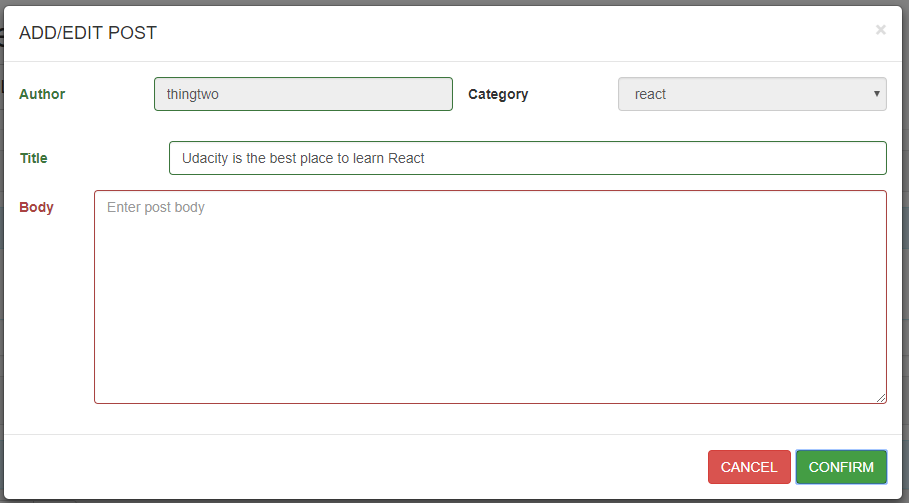 ADD/EDIT POST ×
Author thingtwo Category react
Title Udacity is the best place to learn React
Body Enter post body
CANCEL CONFIRM